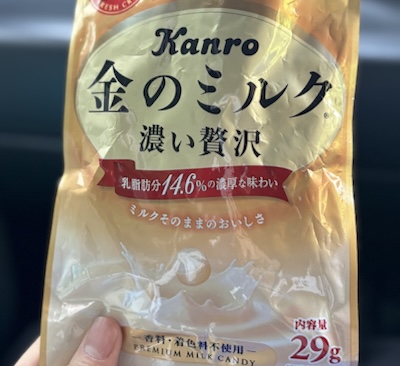 FRESH CR
Kanro
金のミルク
濃い贅沢
乳脂肪分14.6%の濃厚な味わい
ミルクそのままのおいしさ
香料・着色料不使用
PREMIUM MILK CANDY
内容量
29g